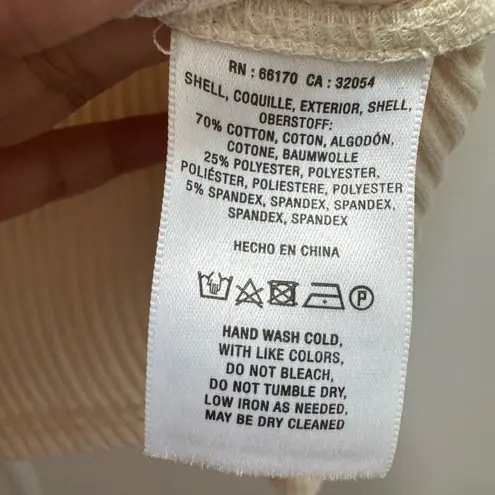 RN : 66170 CA : 32054
SHELL, COQUILLE, EXTERIOR, SHELL,
OBERSTOFF:
70% COTTON, COTON, ALGODÓN,
COTONE, BAUMWOLLE
25% POLYESTER, POLYESTER,
POLIÉSTER, POLIESTERE, POLYESTER
5% SPANDEX, SPANDEX, SPANDEX,
SPANDEX, SPANDEX
HECHO EN CHINA
P
HAND WASH COLD,
WITH LIKE COLORS,
DO NOT BLEACH,
DO NOT TUMBLE DRY,
LOW IRON AS NEEDED,
MAY BE DRY CLEANED